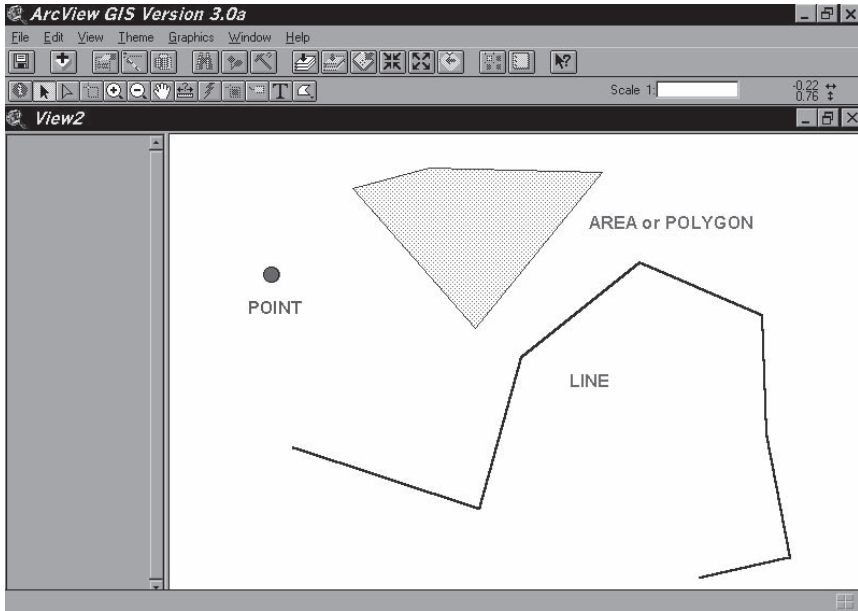 ArcView GIS Version 3.0a
File Edit View Theme Graphics Window Help
T
Scale 1: -0.22
0.76
View2
AREA or POLYGON
POINT
LINE